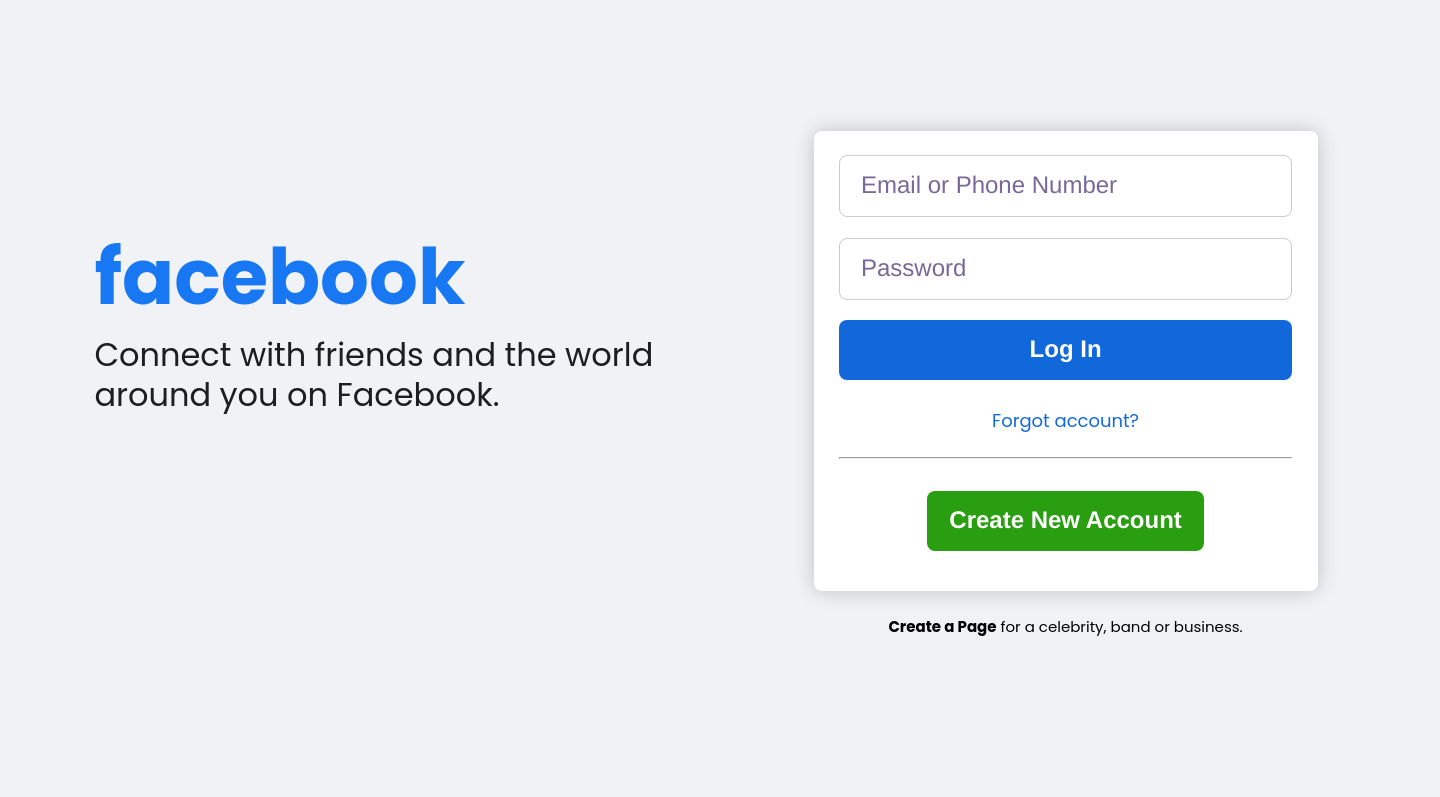 facebook
Connect with friends and the world
around you on Facebook.
Email or Phone Number
Password
Log In
Forgot account?
Create New Account
Create a Page for a celebrity, band or business.